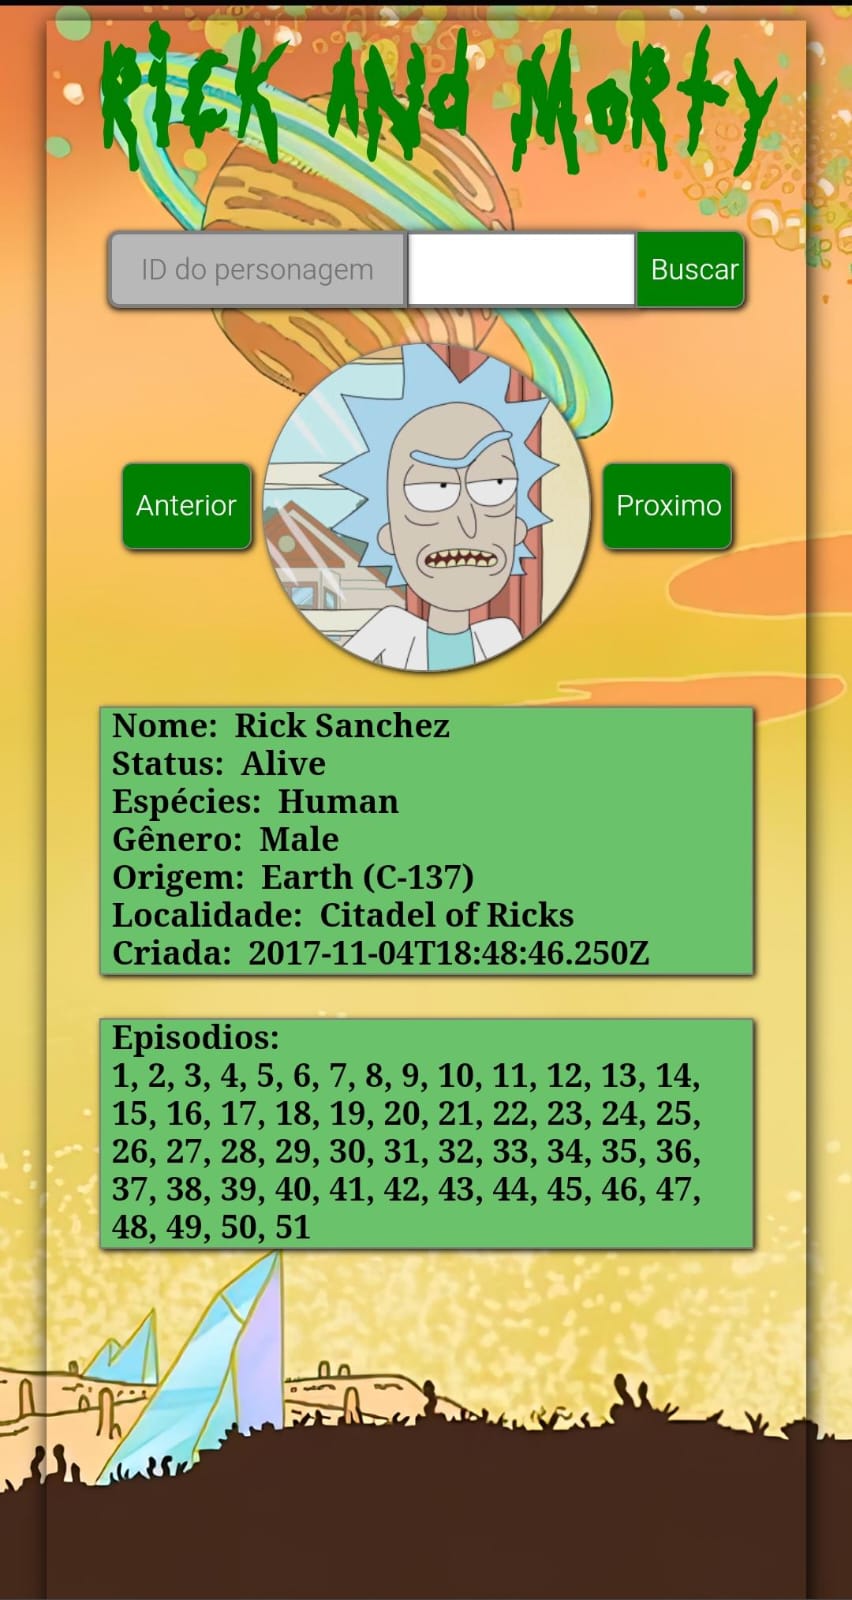 Rick and Morty
ID do personagem
Buscar
Anterior
Proximo
Nome: Rick Sanchez
Status: Alive
Espécies: Human
Gênero: Male
Origem: Earth (C-137)
Localidade: Citadel of Ricks
Criada: 2017-11-04T18:48:46.250Z
Episodios:
1, 2, 3, 4, 5, 6, 7, 8, 9, 10, 11, 12, 13, 14,
15, 16, 17, 18, 19, 20, 21, 22, 23, 24, 25,
26, 27, 28, 29, 30, 31, 32, 33, 34, 35, 36,
37, 38, 39, 40, 41, 42, 43, 44, 45, 46, 47,
48, 49, 50, 51